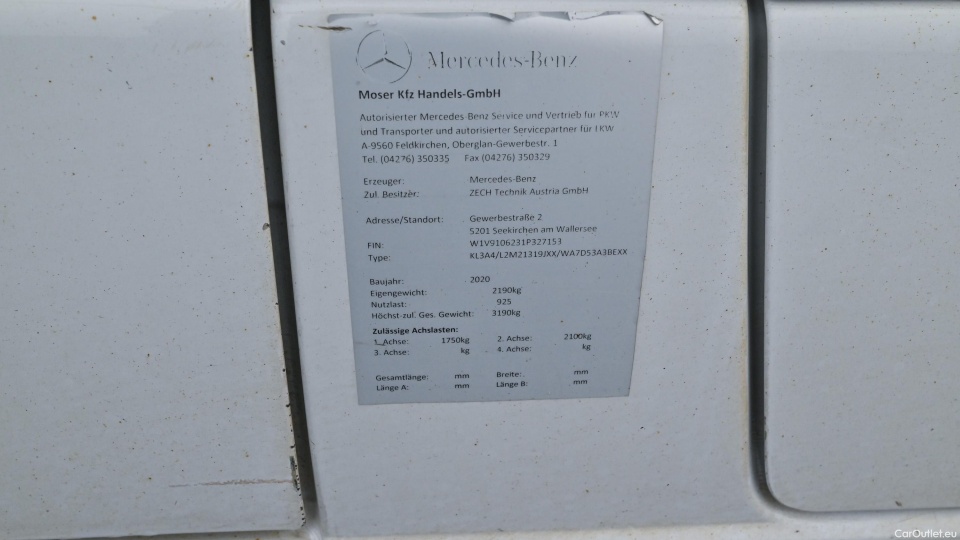 Mercedes-Benz
Moser Kfz Handels-GmbH
Autorisierter Mercedes-Benz Service und Vertrieb für PKW
und Transporter und autorisierter Servicepartner für LKW
A-9560 Feldkirchen, Oberglan-Gewerbestr. 1
Tel. (04276) 350335 Fax (04276) 350329
Erzeuger: Mercedes-Benz
Zul. Besitzer: ZECH Technik Austria GmbH
Adresse/Standort: Gewerbestraße 2
5201 Seekirchen am Wallersee
FIN: W1V9106231P327153
Type: KL3A4/L2M21319JXX/WA7D53A3BEXX
Baujahr: 2020
Eigengewicht: 2190kg
Nutzlast: 925
Höchst-zul. Ges. Gewicht: 3190kg
Zulässige Achslasten:
1. Achse: 1750kg 2. Achse: 2100kg
3. Achse: kg 4. Achse: kg
Gesamtlänge: mm Breite: mm
Länge A: mm Länge B: mm
CarOutlet.eu